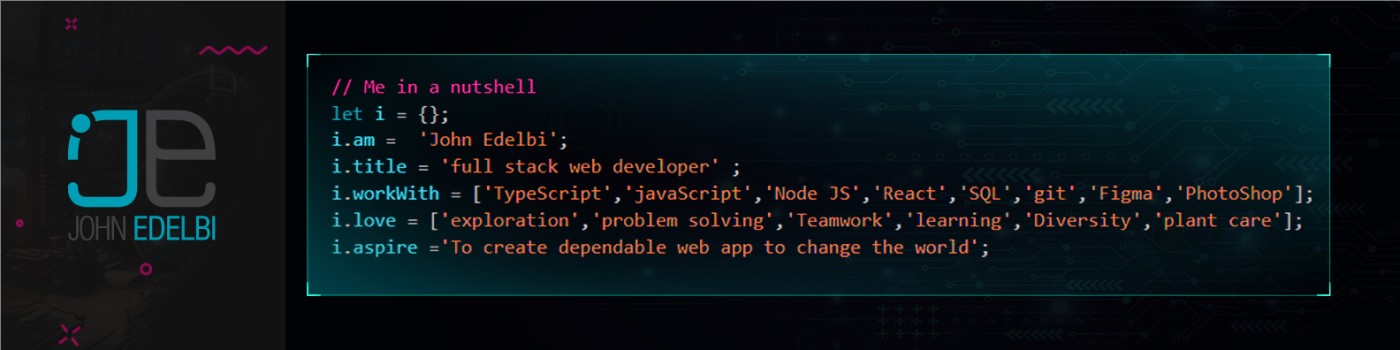 JE
JOHN EDELBI
// Me in a nutshell
let i = {};
i.am =  'John Edelbi';
i.title = 'full stack web developer' ;
i.workWith = ['TypeScript','javaScript','Node JS','React','SQL','git','Figma','PhotoShop'];
i.love = ['exploration','problem solving','Teamwork','learning','Diversity','plant care'];
i.aspire ='To create dependable web app to change the world';